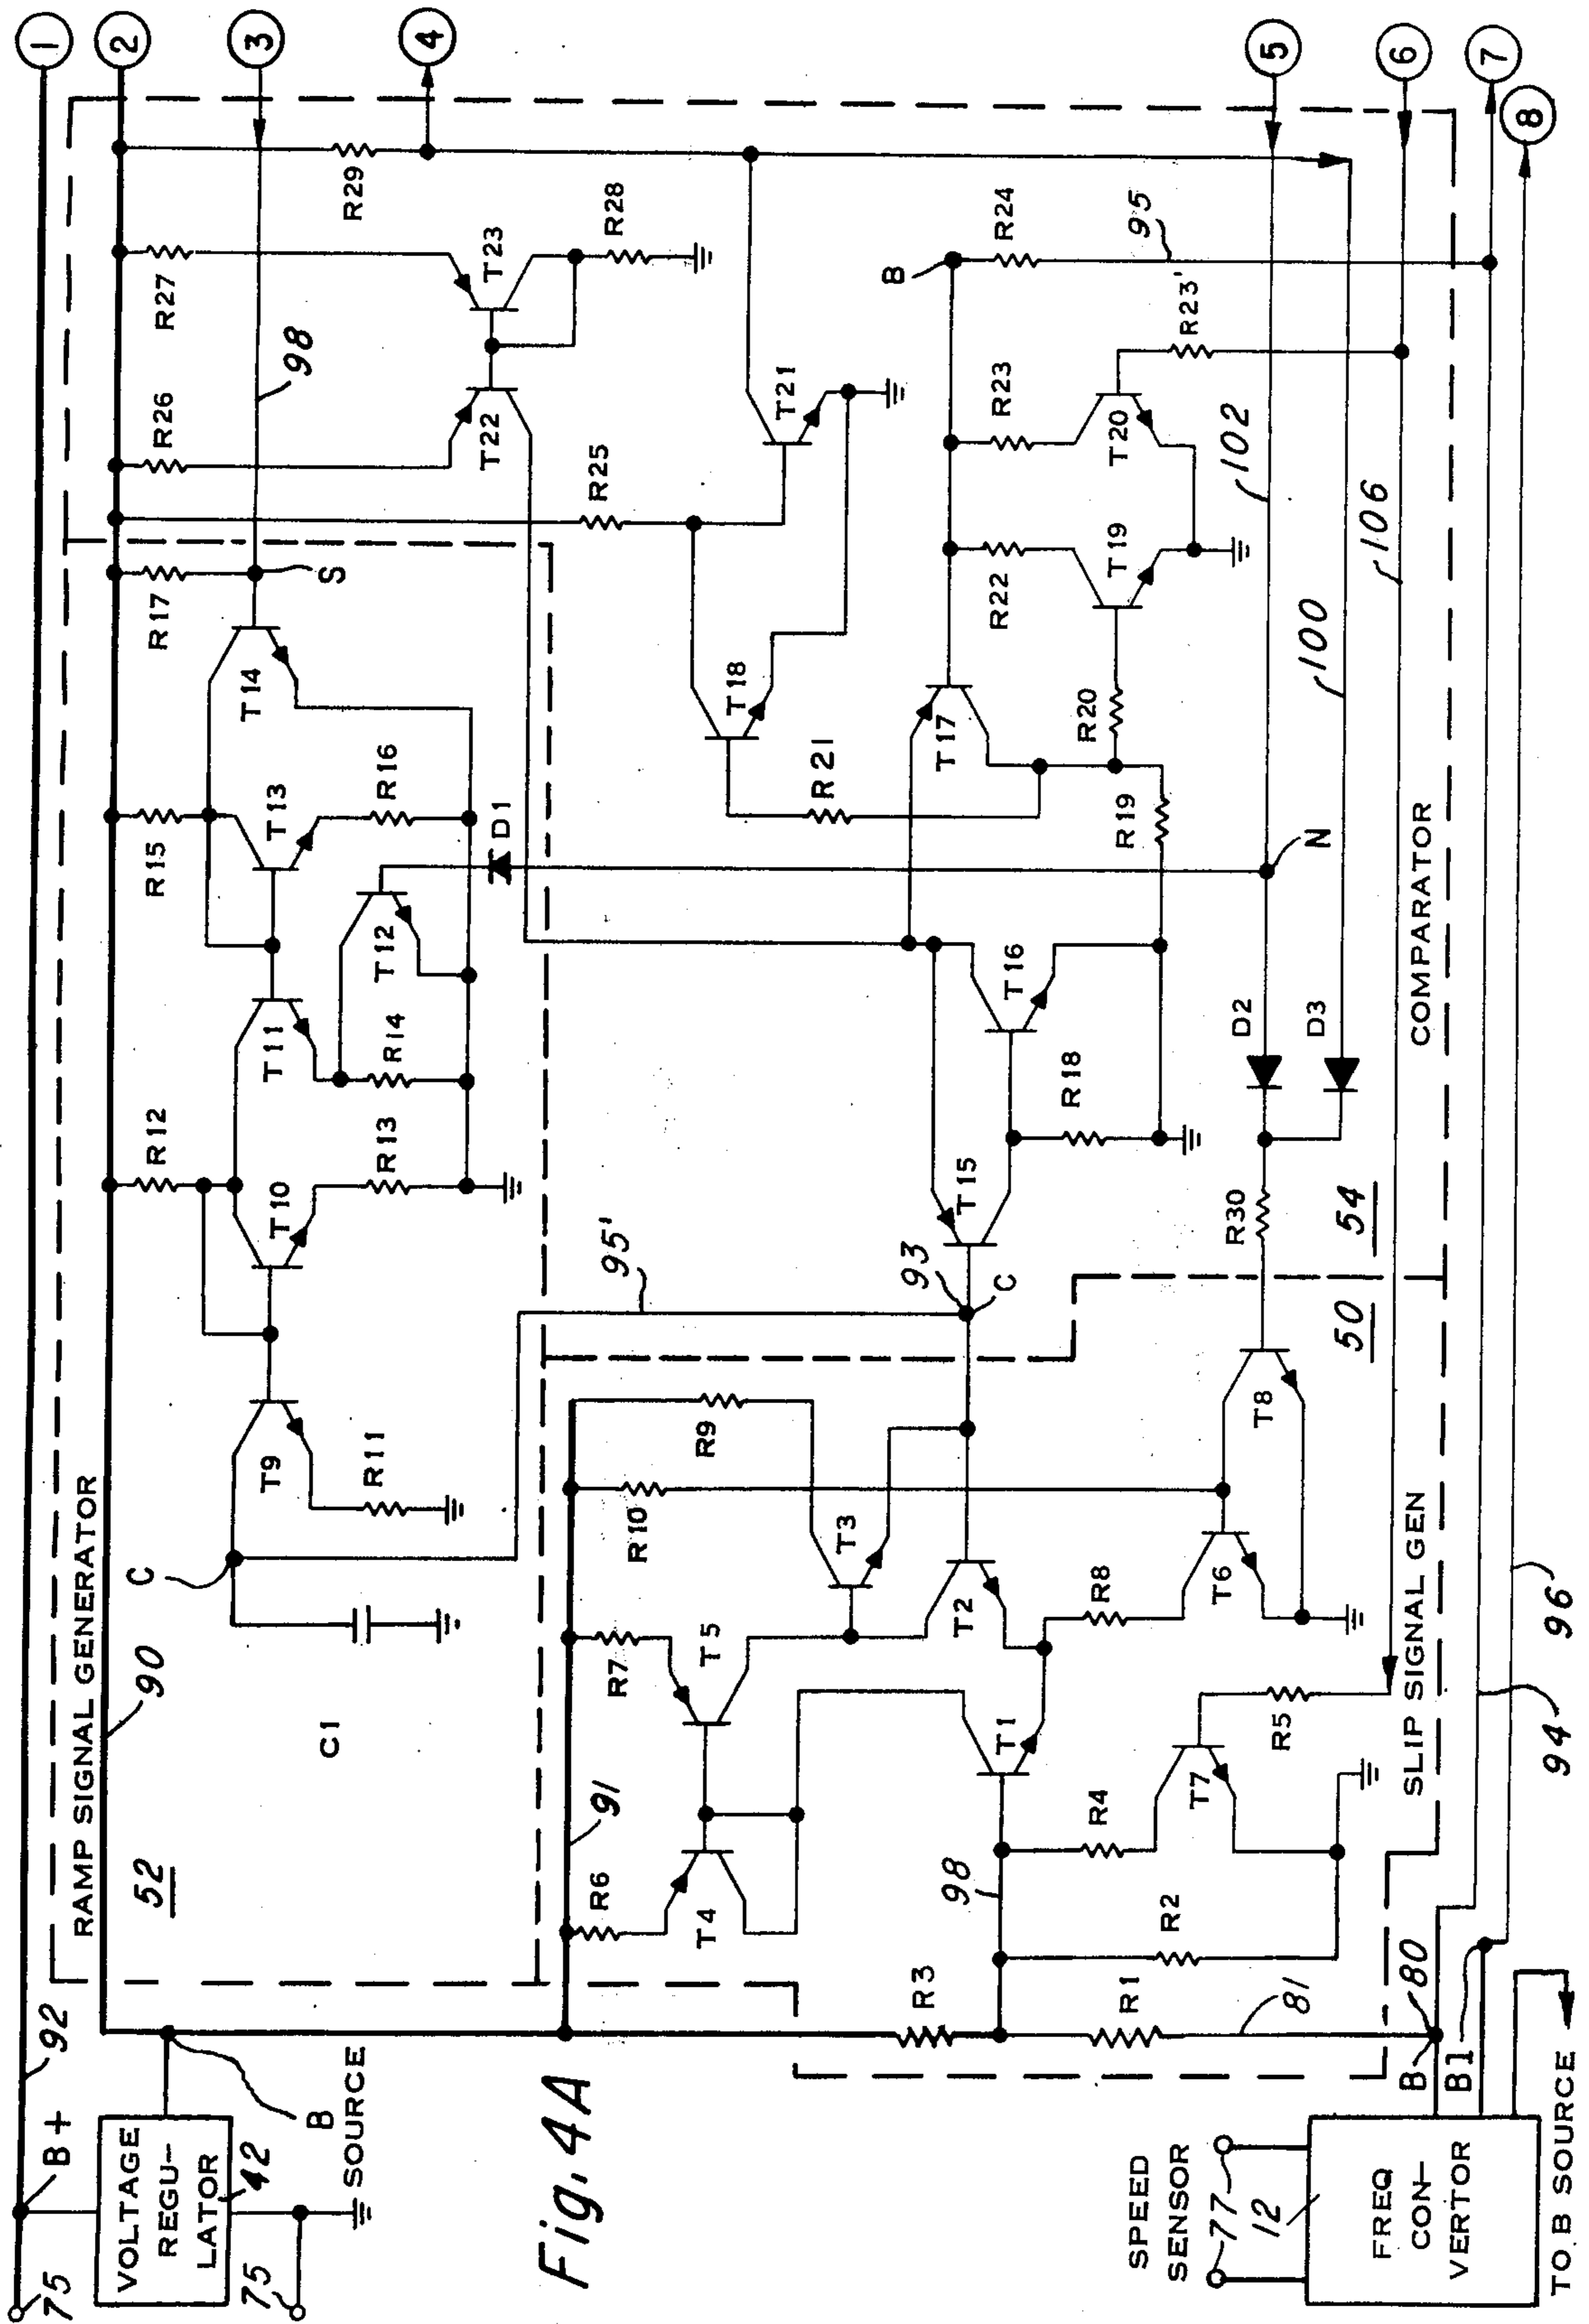 1
2
3
4
5
6
7
8
75
92
B+
VOLTAGE
REGU-
LATOR
42
75
B
SOURCE
RAMP SIGNAL GENERATOR
52
90
C
C1
T9
R11
R12
T10
R13
T11
R14
T12
R15
T13
R16
D1
T14
R17
S
98
R26
R27
T22
T23
R28
R29
R25
T21
T18
R21
95'
Fig. 4A
91
R6
T4
R7
T5
R10
R9
T3
T2
T1
98
R3
R1
R2
R4
T7
R5
R8
T6
T8
81
80
B
B1
SLIP SIGNAL GEN
50
93
C
T15
T16
R18
R19
T17
R20
R22
T19
R23
T20
R23'
R24
B
95
102
100
106
N
D2
D3
R30
54
COMPARATOR
SPEED
SENSOR
77
12
FREQ
CON-
VERTOR
TO B SOURCE
94
96